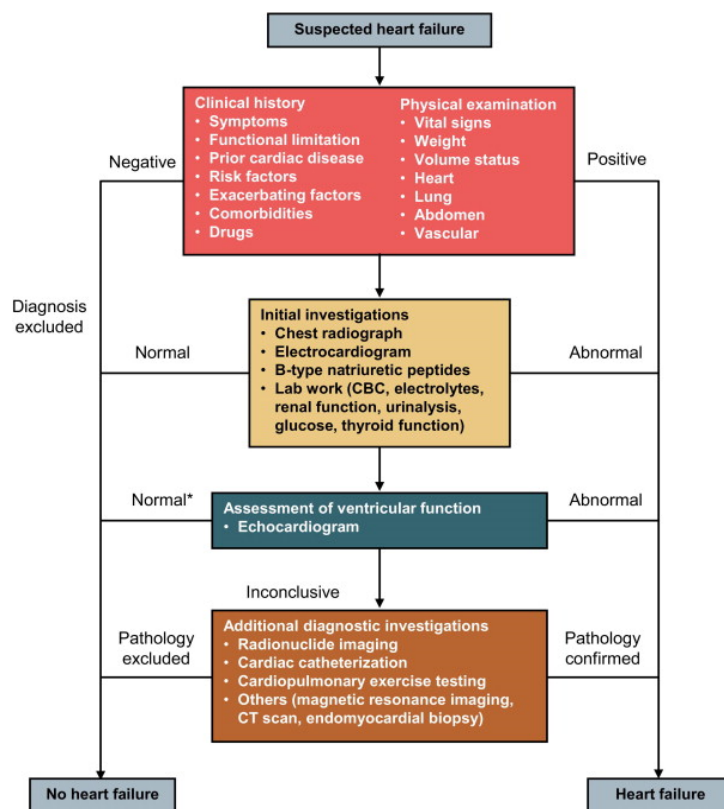 Suspected heart failure
Clinical history
• Symptoms
• Functional limitation
• Prior cardiac disease
• Risk factors
• Exacerbating factors
• Comorbidities
• Drugs
Physical examination
• Vital signs
• Weight
• Volume status
• Heart
• Lung
• Abdomen
• Vascular
Negative
Positive
Diagnosis
excluded
Initial investigations
• Chest radiograph
• Electrocardiogram
• B-type natriuretic peptides
• Lab work (CBC, electrolytes,
renal function, urinalysis,
glucose, thyroid function)
Normal
Abnormal
Normal*
Assessment of ventricular function
• Echocardiogram
Abnormal
Inconclusive
Pathology
excluded
Additional diagnostic investigations
• Radionuclide imaging
• Cardiac catheterization
• Cardiopulmonary exercise testing
• Others (magnetic resonance imaging,
CT scan, endomyocardial biopsy)
Pathology
confirmed
No heart failure
Heart failure